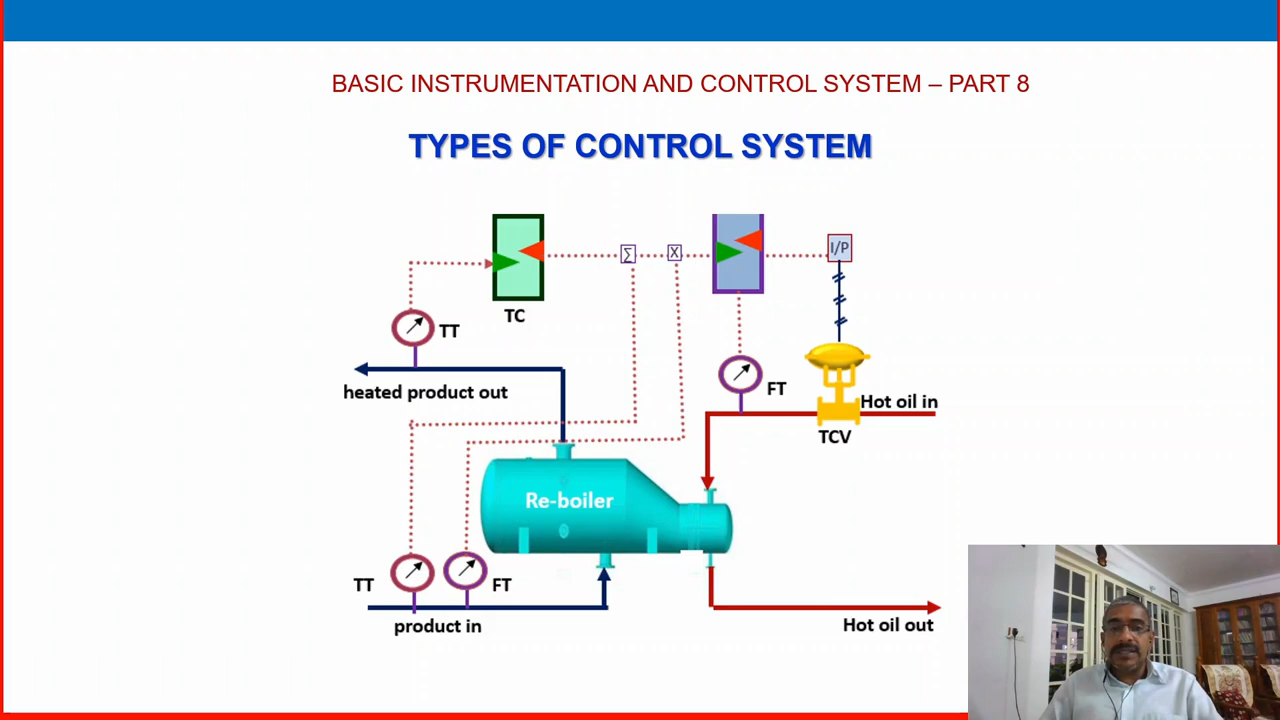 BASIC INSTRUMENTATION AND CONTROL SYSTEM – PART 8
TYPES OF CONTROL SYSTEM
∑
X
I/P
TC
TT
heated product out
FT
Hot oil in
TCV
Re-boiler
TT
FT
product in
Hot oil out